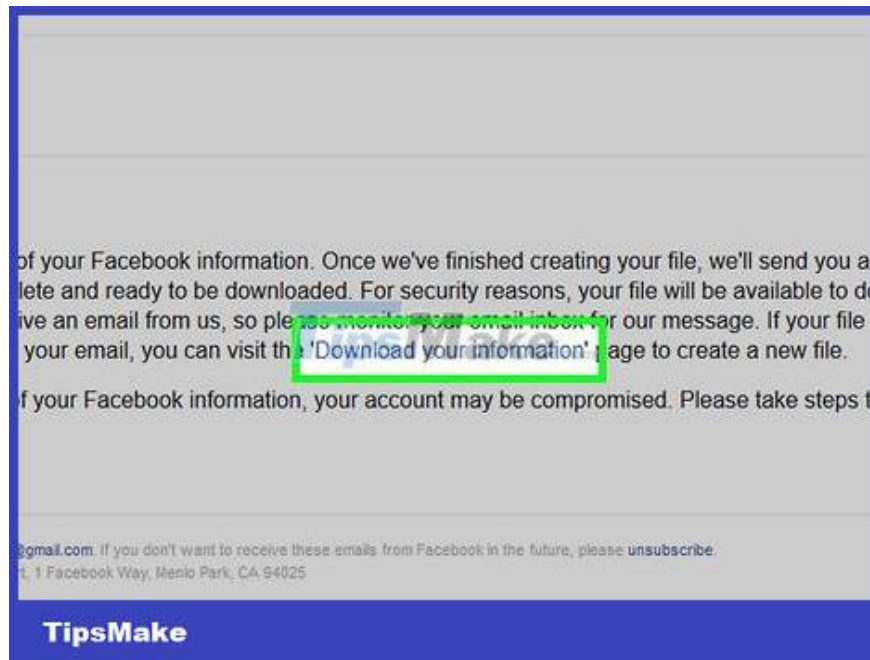 of your Facebook information. Once we've finished creating your file, we'll send you a
lete and ready to be downloaded. For security reasons, your file will be available to do
ive an email from us, so please monitor your email inbox for our message. If your file
your email, you can visit the 'Download your information' page to create a new file.
TipsMake
of your Facebook information, your account may be compromised. Please take steps t
@gmail.com. If you don't want to receive these emails from Facebook in the future, please unsubscribe.
1 Facebook Way, Menlo Park, CA 94025
TipsMake